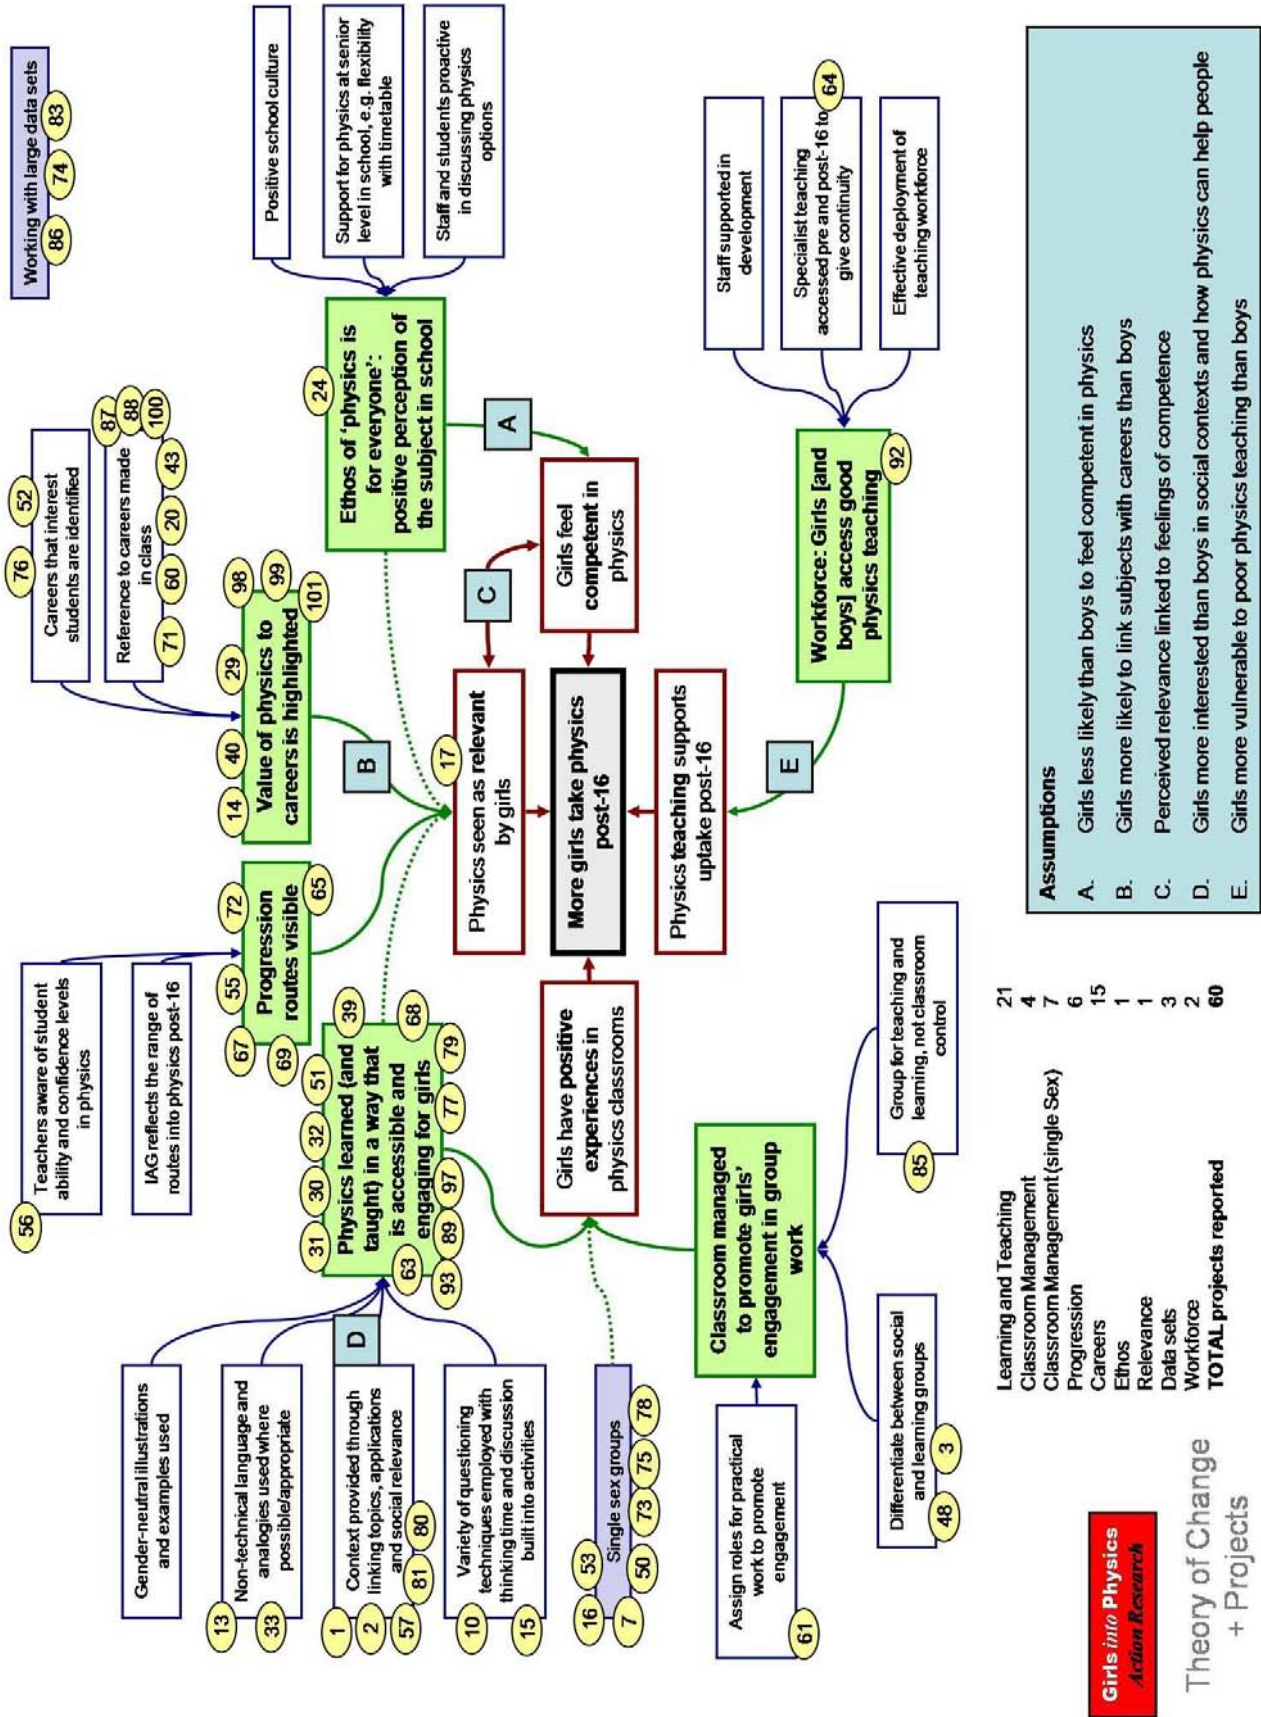 Working with large data sets
86
74
83
Teachers aware of student
ability and confidence levels
in physics
56
IAG reflects the range of
routes into physics post-16
Careers that interest
students are identified
76
52
Reference to careers made
in class
87
88
100
71
60
20
43
Positive school culture
Support for physics at senior
level in school, e.g. flexibility
with timetable
Staff and students proactive
in discussing physics
options
Progression
routes visible
67
55
72
69
65
Value of physics to
careers is highlighted
14
40
29
98
99
101
Ethos of ‘physics is
for everyone’:
positive perception of
the subject in school
24
Gender-neutral illustrations
and examples used
Non-technical language and
analogies used where
possible/appropriate
13
33
Context provided through
linking topics, applications
and social relevance
1
2
57
81
80
Variety of questioning
techniques employed with
thinking time and discussion
built into activities
10
15
D
Physics learned (and
taught) in a way that
is accessible and
engaging for girls
31
30
32
51
39
68
63
93
89
97
77
79
B
A
C
Physics seen as relevant
by girls
17
Girls feel
competent in
physics
Single sex groups
16
53
7
50
73
75
78
Girls have positive
experiences in
physics classrooms
More girls take physics
post-16
Physics teaching supports
uptake post-16
E
Workforce: Girls [and
boys] access good
physics teaching
92
Staff supported in
development
Specialist teaching
accessed pre and post-16 to
give continuity
64
Effective deployment of
teaching workforce
Assign roles for practical
work to promote
engagement
61
Classroom managed
to promote girls’
engagement in group
work
Differentiate between social
and learning groups
48
3
Group for teaching and
learning, not classroom
control
85
Girls into Physics
Action Research
Theory of Change
+ Projects
Learning and Teaching 21
Classroom Management 4
Classroom Management (single Sex) 7
Progression 6
Careers 15
Ethos 1
Relevance 1
Data sets 3
Workforce 2
TOTAL projects reported 60
Assumptions
A. Girls less likely than boys to feel competent in physics
B. Girls more likely to link subjects with careers than boys
C. Perceived relevance linked to feelings of competence
D. Girls more interested than boys in social contexts and how physics can help people
E. Girls more vulnerable to poor physics teaching than boys